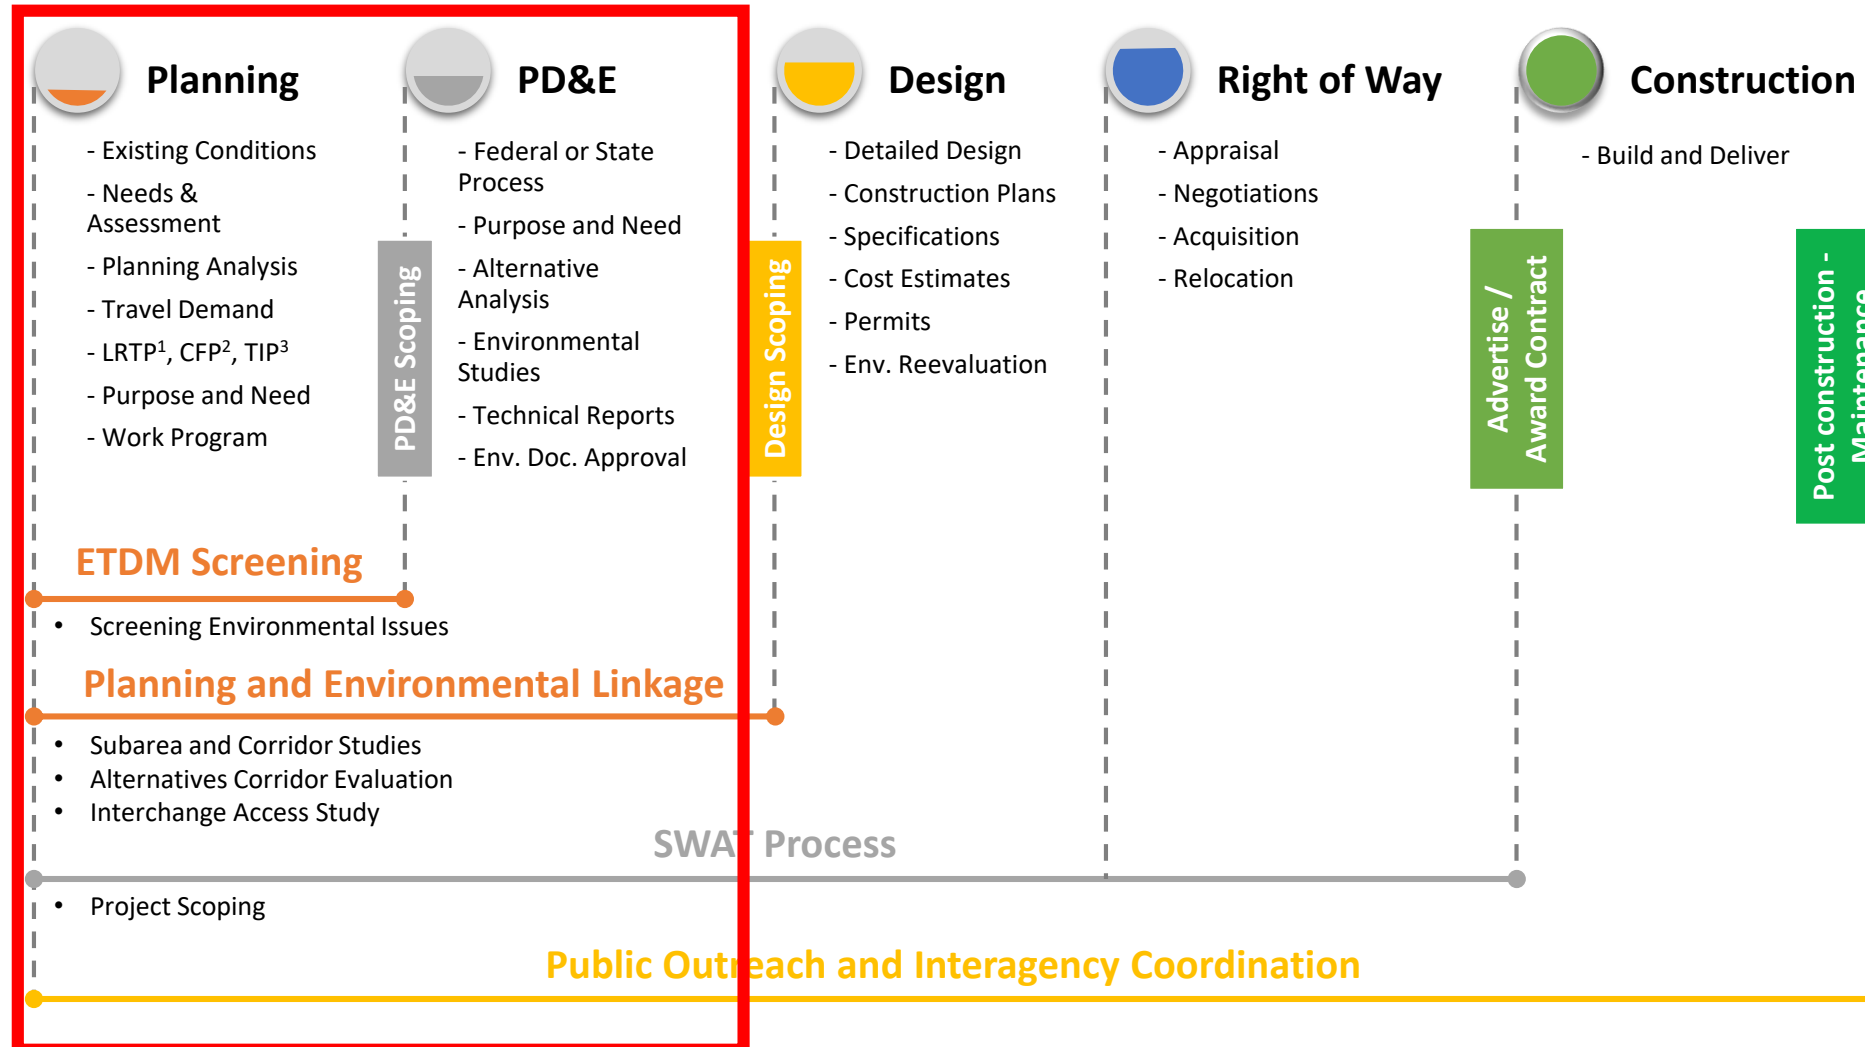 Planning
- Existing Conditions
- Needs &
Assessment
- Planning Analysis
- Travel Demand
- LRTP¹, CFP², TIP³
- Purpose and Need
- Work Program
PD&E Scoping
PD&E
- Federal or State
Process
- Purpose and Need
- Alternative
Analysis
- Environmental
Studies
- Technical Reports
- Env. Doc. Approval
Design Scoping
Design
- Detailed Design
- Construction Plans
- Specifications
- Cost Estimates
- Permits
- Env. Reevaluation
Right of Way
- Appraisal
- Negotiations
- Acquisition
- Relocation
Advertise /
Award Contract
Construction
- Build and Deliver
Post construction -
Maintenance
ETDM Screening
• Screening Environmental Issues
Planning and Environmental Linkage
• Subarea and Corridor Studies
• Alternatives Corridor Evaluation
• Interchange Access Study
SWAT Process
• Project Scoping
Public Outreach and Interagency Coordination